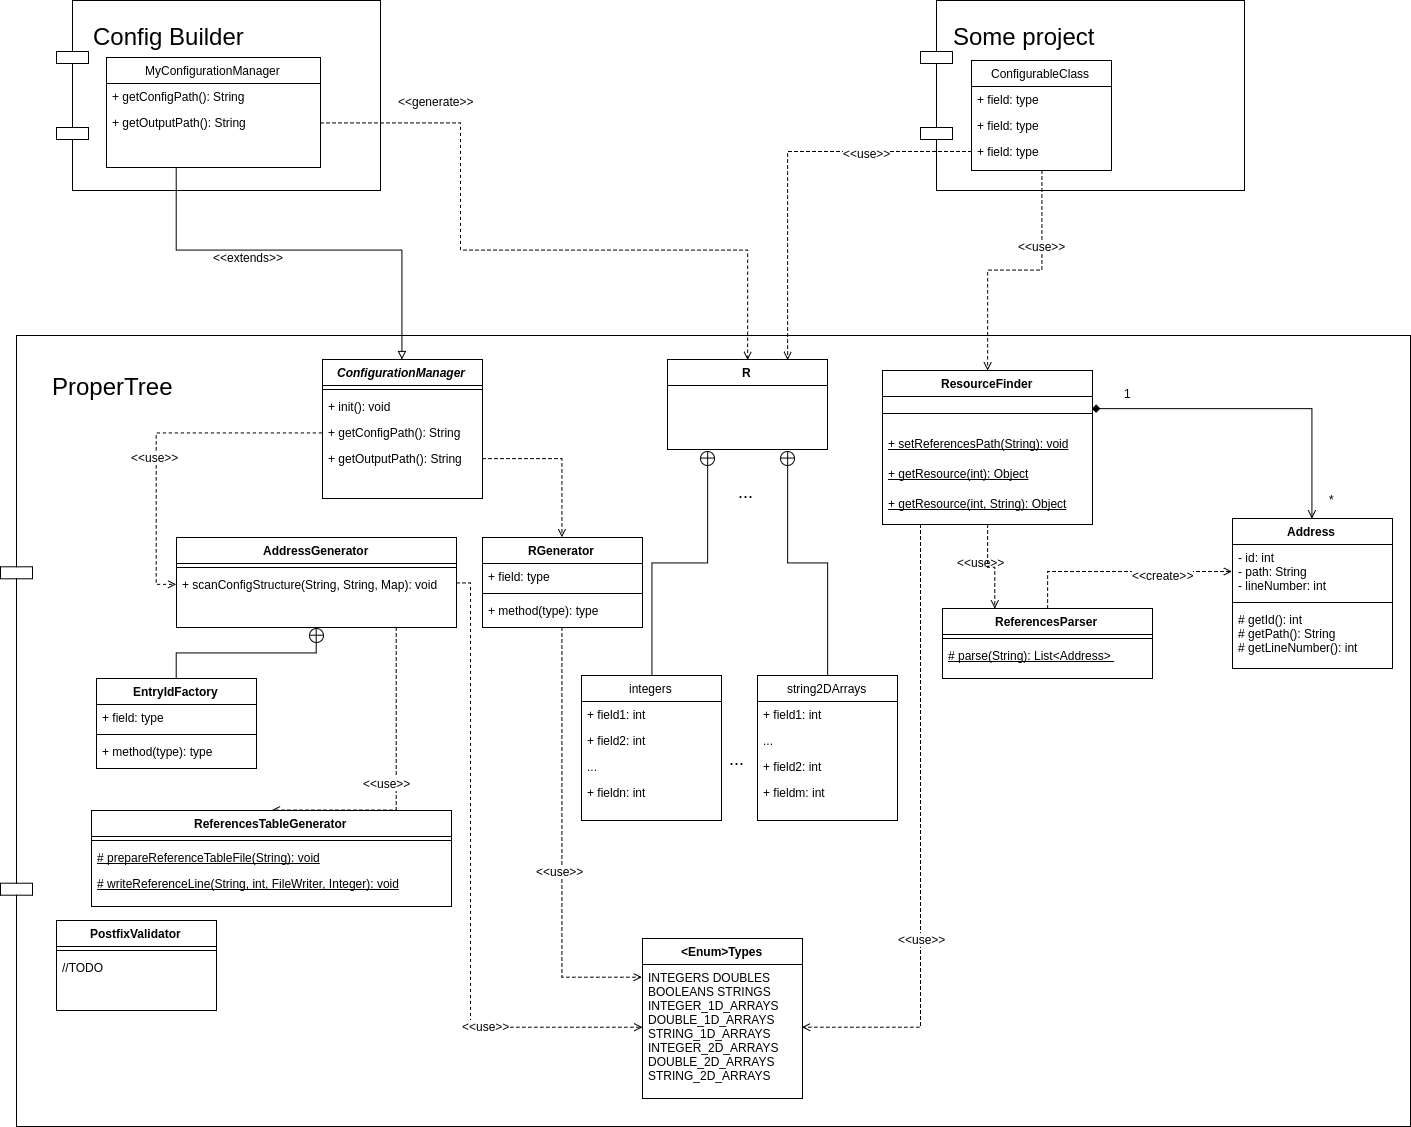 Config Builder
MyConfigurationManager
+ getConfigPath(): String
+ getOutputPath(): String
<<generate>>
Some project
ConfigurableClass
+ field: type
+ field: type
+ field: type
<<use>>
<<use>>
<<extends>>
ProperTree
ConfigurationManager
+ init(): void
+ getConfigPath(): String
+ getOutputPath(): String
<<use>>
R
...
ResourceFinder
+ setReferencesPath(String): void
+ getResource(int): Object
+ getResource(int, String): Object
1
*
Address
- id: int
- path: String
- lineNumber: int
# getId(): int
# getPath(): String
# getLineNumber(): int
AddressGenerator
+ scanConfigStructure(String, String, Map): void
RGenerator
+ field: type
+ method(type): type
<<use>>
<<create>>
ReferencesParser
# parse(String): List<Address>
EntryIdFactory
+ field: type
+ method(type): type
integers
+ field1: int
+ field2: int
...
+ fieldn: int
...
string2DArrays
+ field1: int
...
+ field2: int
+ fieldm: int
<<use>>
ReferencesTableGenerator
# prepareReferenceTableFile(String): void
# writeReferenceLine(String, int, FileWriter, Integer): void
<<use>>
PostfixValidator
//TODO
<<use>>
<<use>>
<Enum>Types
INTEGERS DOUBLES
BOOLEANS STRINGS
INTEGER_1D_ARRAYS
DOUBLE_1D_ARRAYS
STRING_1D_ARRAYS
INTEGER_2D_ARRAYS
DOUBLE_2D_ARRAYS
STRING_2D_ARRAYS